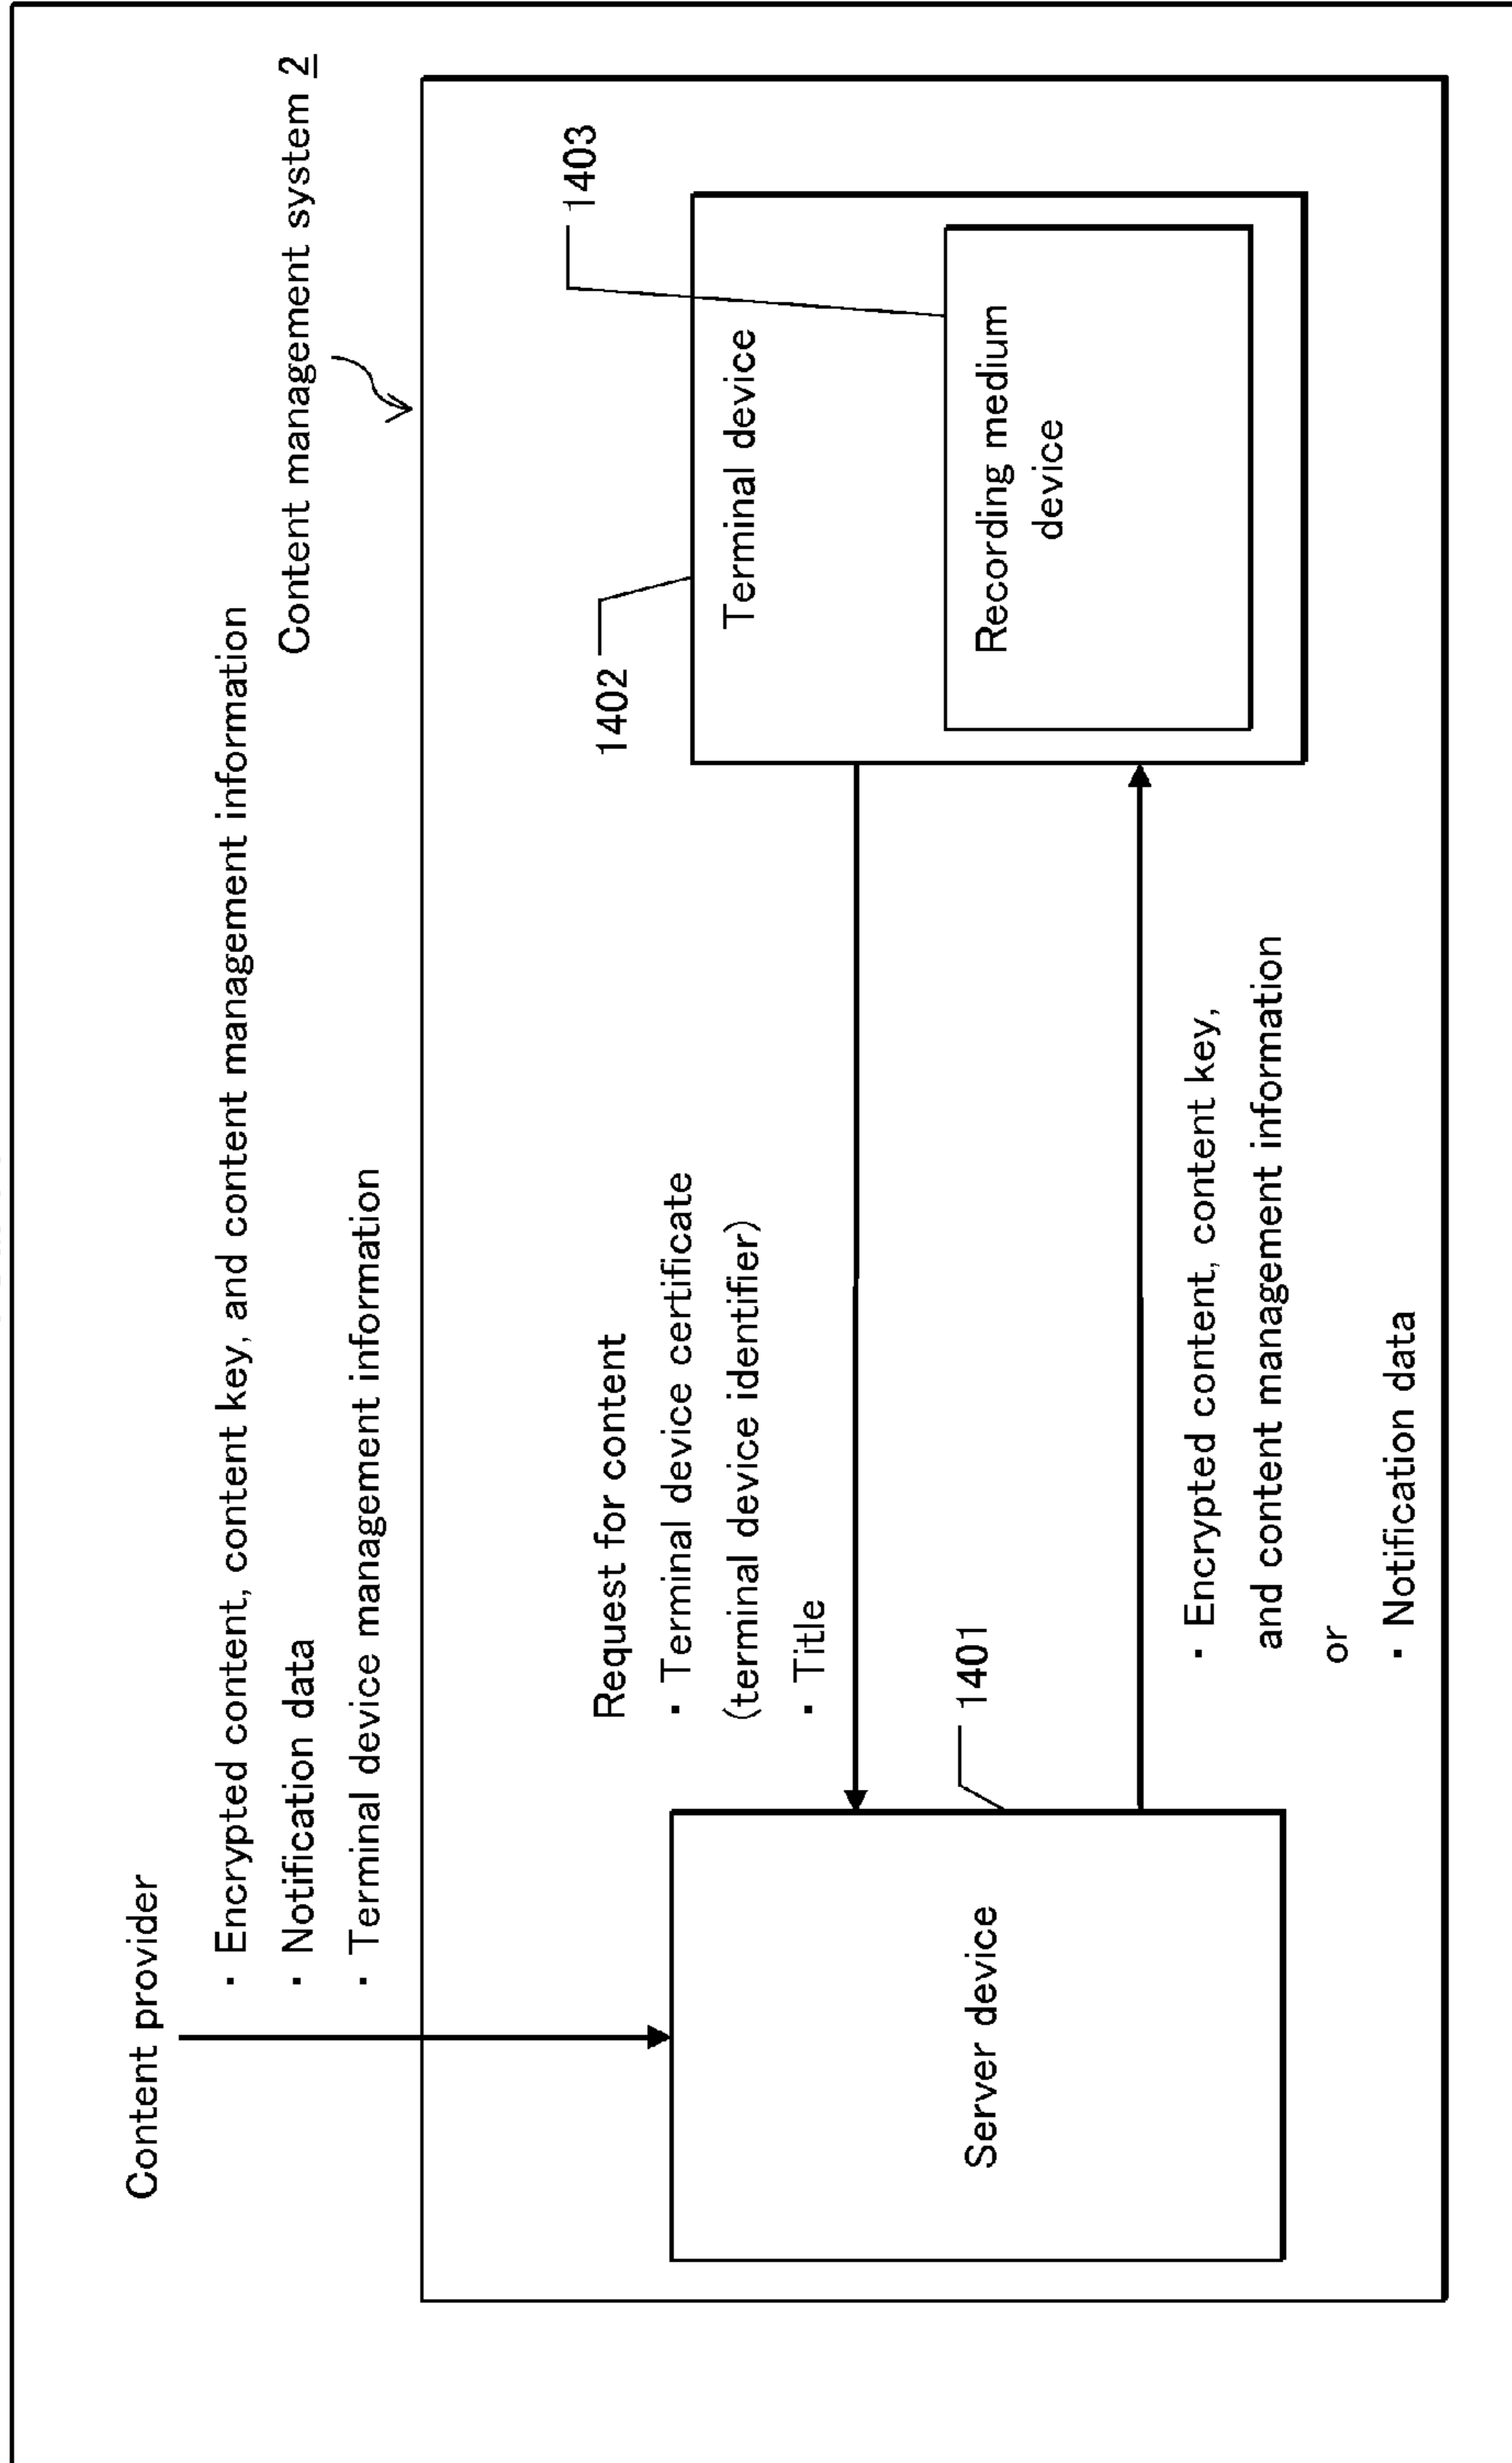 Content provider
・Encrypted content, content key, and content management information
・Notification data
・Terminal device management information
Content management system 2
Request for content
・Terminal device certificate
(terminal device identifier)
・Title
1401
Server device
1402
1403
Terminal device
Recording medium
device
・Encrypted content, content key,
and content management information
or
・Notification data